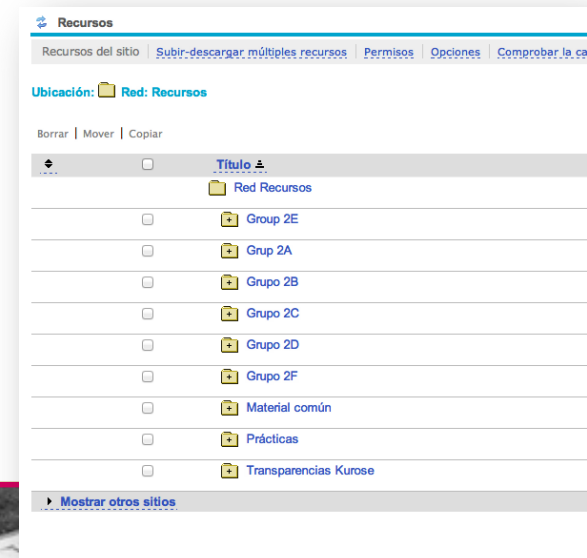 Recursos
Recursos del sitio Subir-descargar múltiples recursos Permisos Opciones Comprobar la
Ubicación: Red: Recursos
Borrar Mover Copiar
Título
Red Recursos
Group 2E
Grup 2A
Grupo 2B
Grupo 2C
Grupo 2D
Grupo 2F
Material común
Prácticas
Transparencias Kurose
Mostrar otros sitios